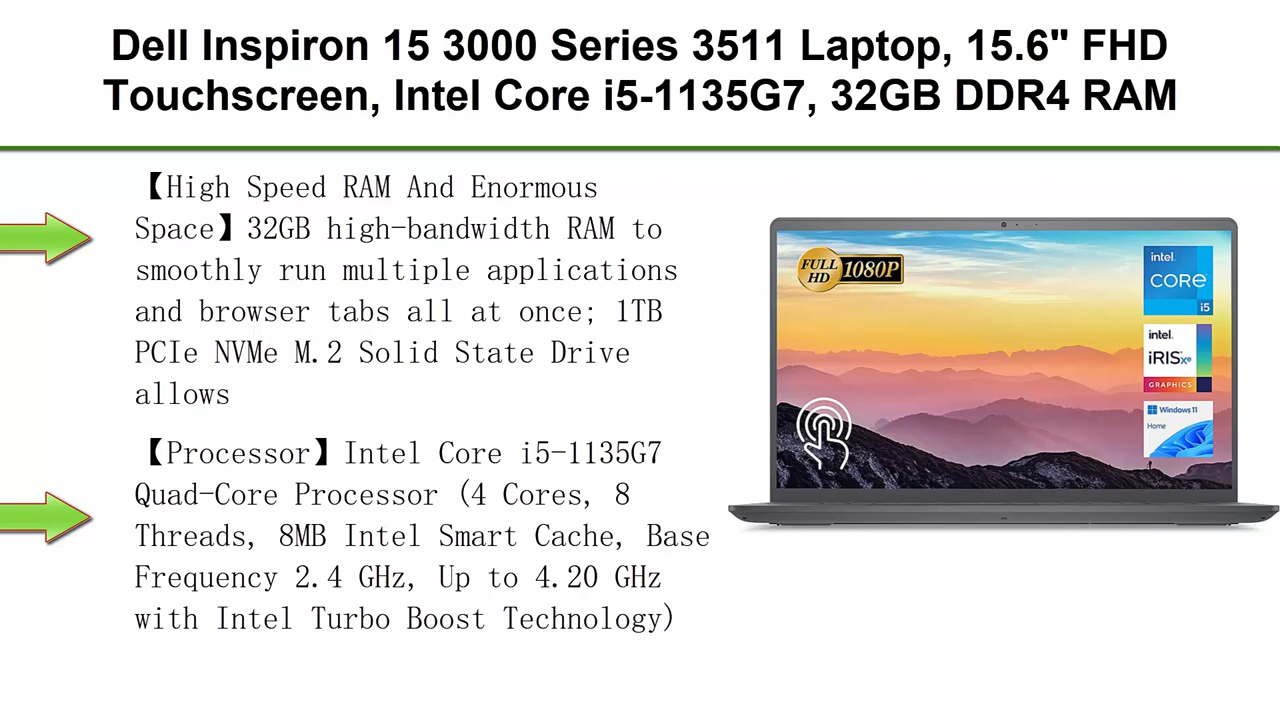 Dell Inspiron 15 3000 Series 3511 Laptop, 15.6" FHD
Touchscreen, Intel Core i5-1135G7, 32GB DDR4 RAM
【High Speed RAM And Enormous
Space】32GB high-bandwidth RAM to
smoothly run multiple applications
and browser tabs all at once; 1TB
PCIe NVMe M.2 Solid State Drive
allows
【Processor】Intel Core i5-1135G7
Quad-Core Processor (4 Cores, 8
Threads, 8MB Intel Smart Cache, Base
Frequency 2.4 GHz, Up to 4.20 GHz
with Intel Turbo Boost Technology)
FULL
HD
1080P
intel
CORE
i5
intel
iRISxe
GRAPHICS
Windows 11
Home